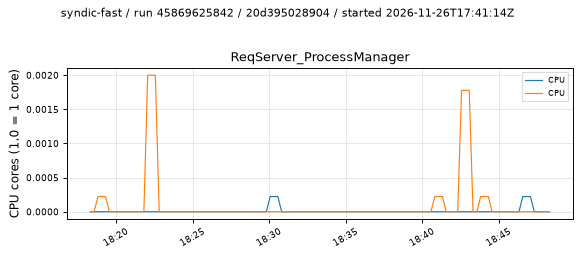 syndic-fast / run 45869625842 / 20d395028904 / started 2026-11-26T17:41:14Z
ReqServer_ProcessManager
CPU cores (1.0 = 1 core)
0.0020
0.0015
0.0010
0.0005
0.0000
CPU
CPU
18:20
18:25
18:30
18:35
18:40
18:45